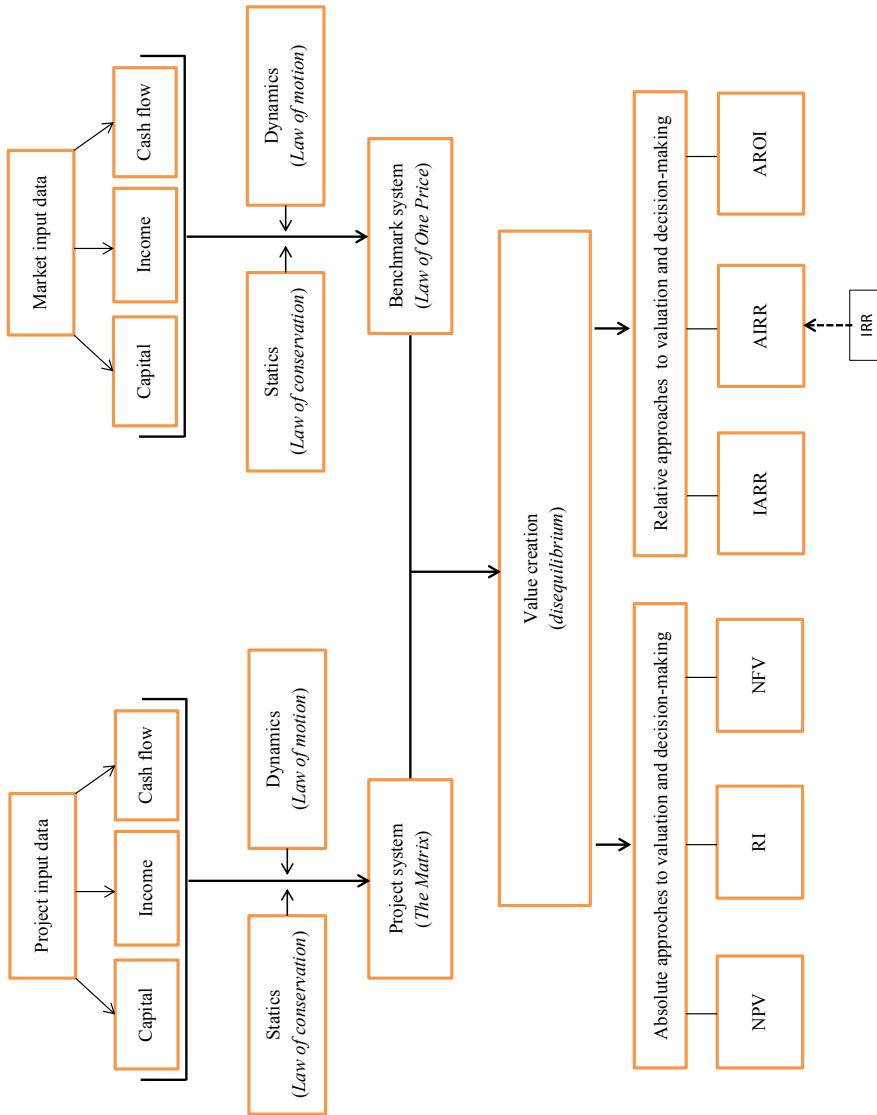 Project input data
Market input data
Capital
Income
Cash flow
Capital
Income
Cash flow
Statics
(Law of conservation)
Dynamics
(Law of motion)
Statics
(Law of conservation)
Dynamics
(Law of motion)
Project system
(The Matrix)
Benchmark system
(Law of One Price)
Value creation
(disequilibrium)
Absolute approches to valuation and decision-making
Relative approaches to valuation and decision-making
NPV
RI
NFV
IARR
AIRR
AROI
IRR